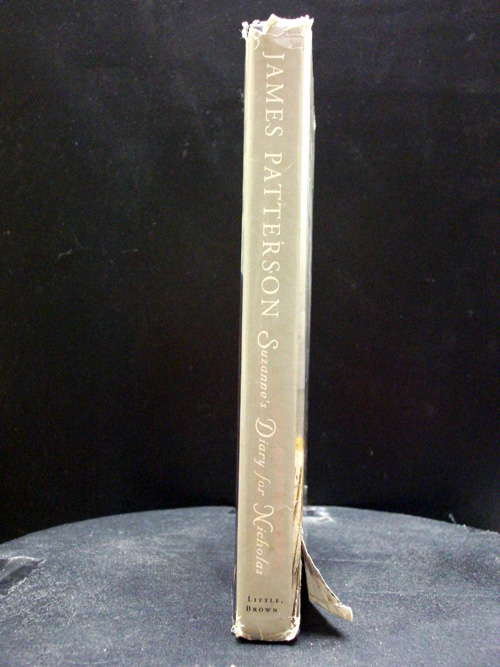 JAMES PATTERSON Suzanne's Diary for Nicholas
LITTLE,
BROWN